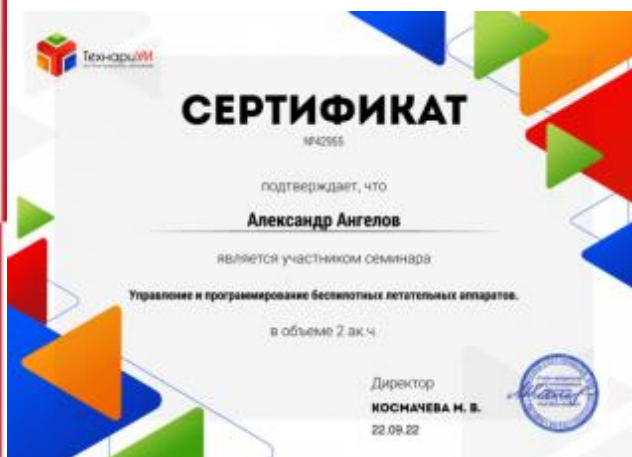 ТехнариУМ
СЕРТИФИКАТ
№42955
подтверждает, что
Александр Ангелов
является участником семинара
Управление и программирование беспилотных летательных аппаратов.
в объеме 2 ак.ч
Директор
КОСМАЧЕВА М. В.
22.09.22